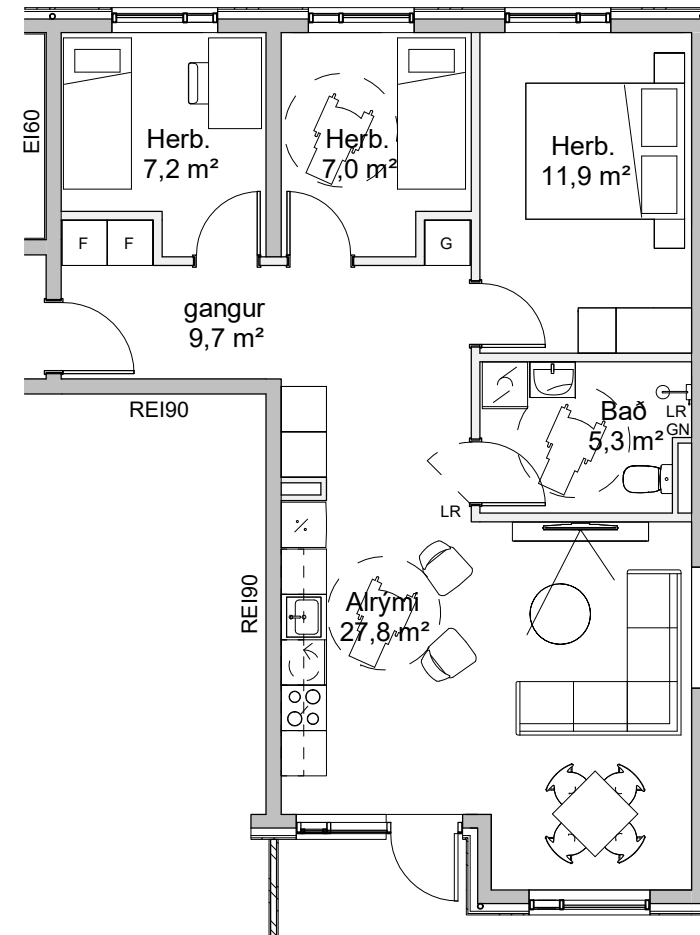 EI60
Herb.
7,2 m²
Herb.
7,0 m²
Herb.
11,9 m²
F
F
G
gangur
9,7 m²
REI90
Bað
5,3 m²
LR
GN
LR
REI90
Alrými
27,8 m²